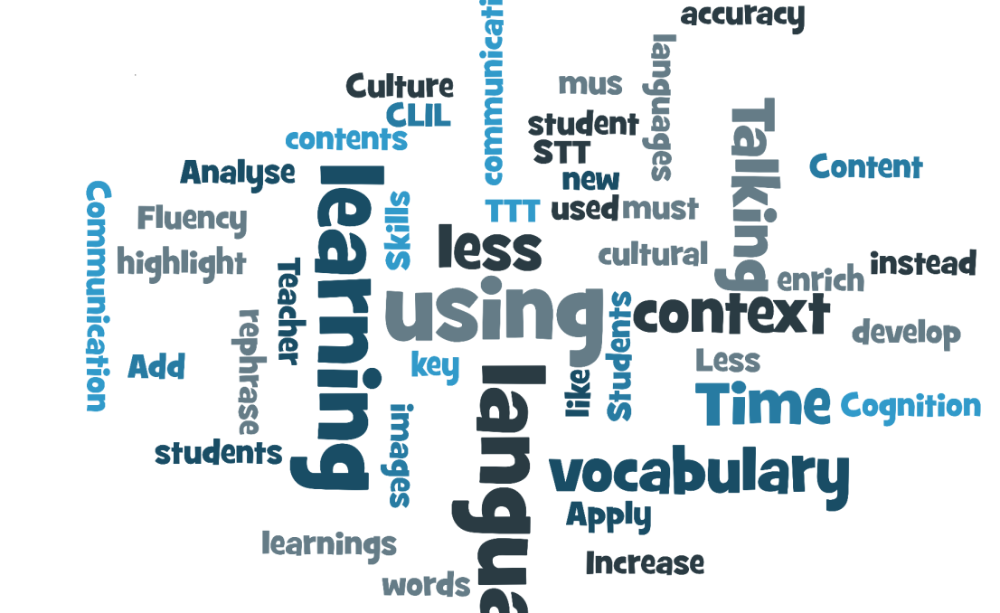 accuracy
communicati
languages
Culture
mus
CLIL
student
contents
STT
Talking
Analyse
new
Content
learning
Communication
skills
TTT
used
must
Fluency
less
cultural
highlight
instead
enrich
Teacher
using
context
Students
rephrase
develop
Add
key
Less
like
langua
Time
Cognition
images
students
vocabulary
Apply
learnings
Increase
words